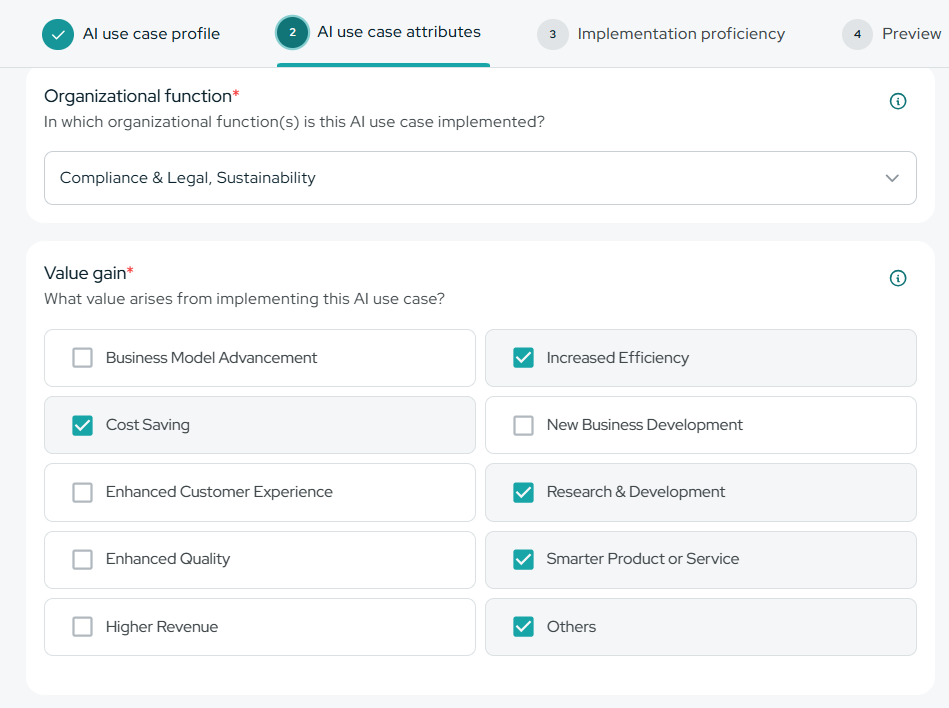 AI use case profile
2 AI use case attributes
3 Implementation proficiency
4 Preview
Organizational function*
In which organizational function(s) is this AI use case implemented?
Compliance & Legal, Sustainability
Value gain*
What value arises from implementing this AI use case?
Business Model Advancement
Increased Efficiency
Cost Saving
New Business Development
Enhanced Customer Experience
Research & Development
Enhanced Quality
Smarter Product or Service
Higher Revenue
Others